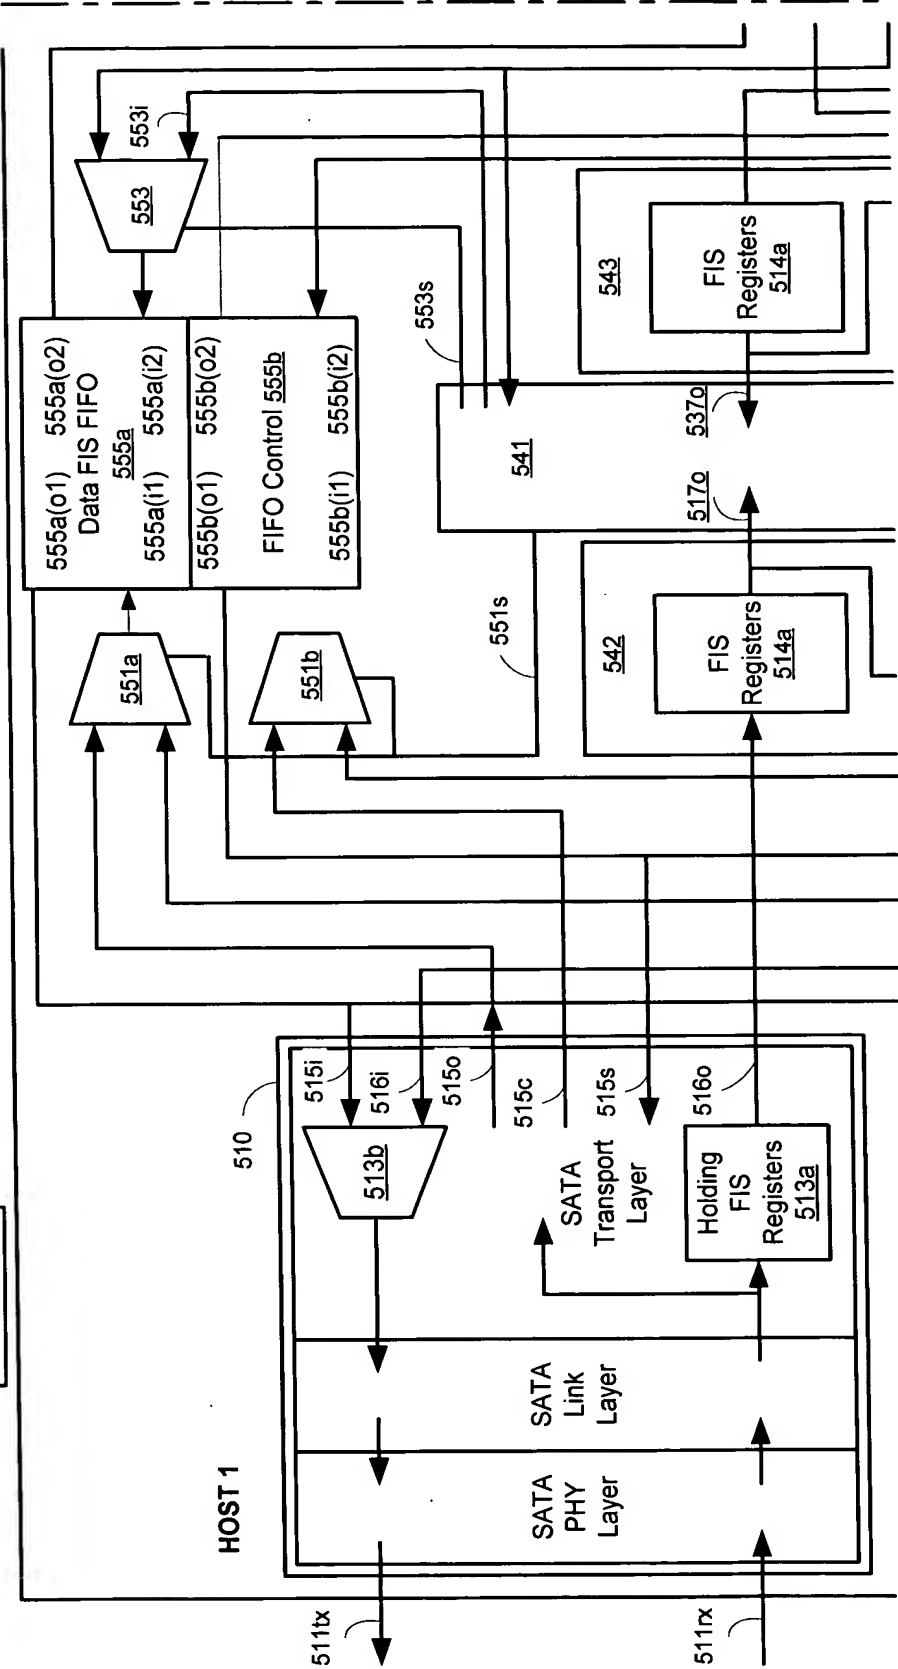 HOST 1
510
511tx
511rx
SATA
PHY
Layer
SATA
Link
Layer
SATA
Transport
Layer
513b
Holding
FIS
Registers
513a
515i
516i
515o
515c
515s
516o
551a
551b
551s
555a(o1) 555a(o2)
Data FIS FIFO
555a
555a(i1) 555a(i2)
555b(o1) 555b(o2)
FIFO Control 555b
555b(i1) 555b(i2)
553
553i
553s
541
517o
537o
542
FIS
Registers
514a
543
FIS
Registers
514a